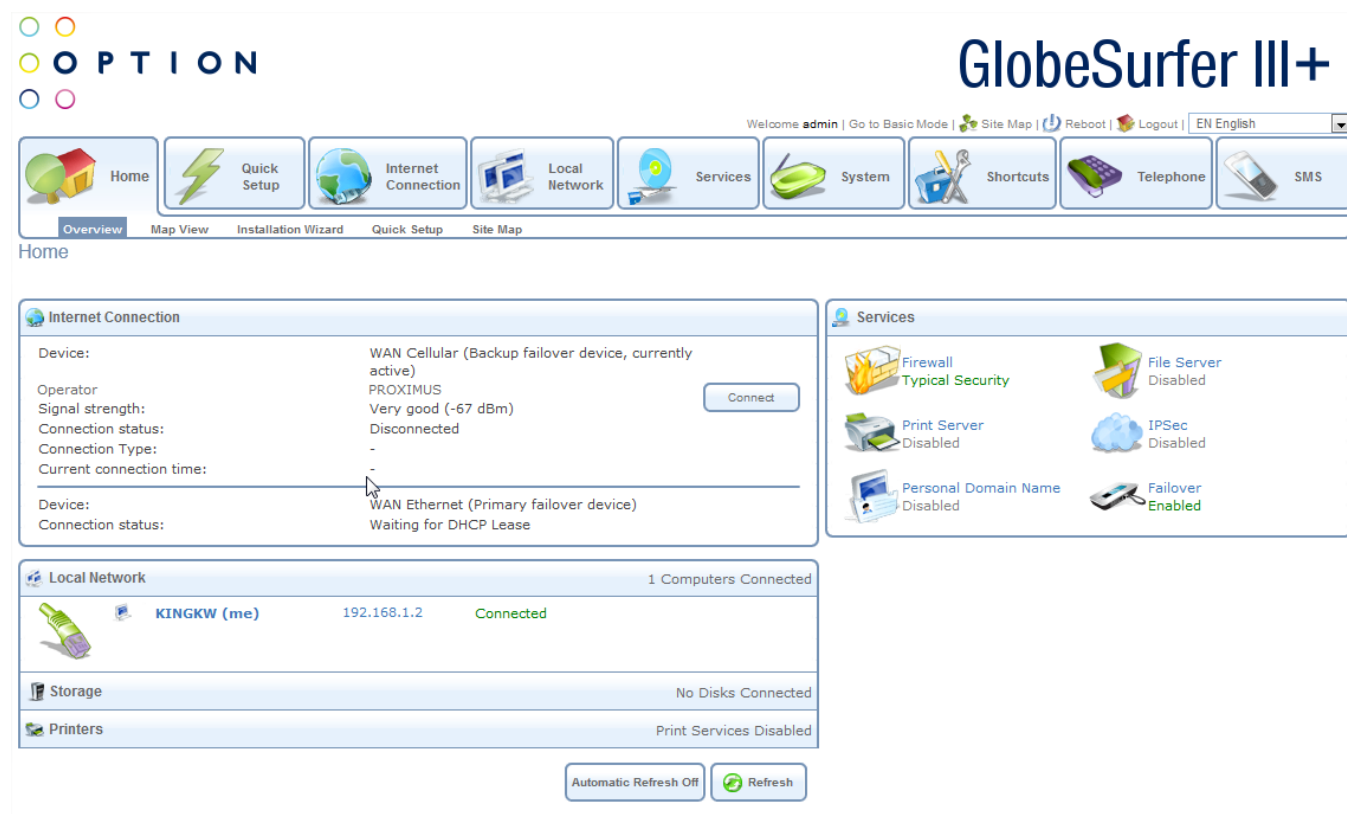 OPTION
GlobeSurfer III+
Welcome admin | Go to Basic Mode | Site Map | Reboot | Logout | EN English
Home
Quick Setup
Internet Connection
Local Network
Services
System
Shortcuts
Telephone
SMS
Overview Map View Installation Wizard Quick Setup Site Map
Home
Internet Connection
Device: WAN Cellular (Backup failover device, currently
active)
Operator PROXIMUS
Signal strength: Very good (-67 dBm)
Connect
Connection status: Disconnected
Connection Type: -
Current connection time: -
Device: WAN Ethernet (Primary failover device)
Connection status: Waiting for DHCP Lease
Services
Firewall
Typical Security
File Server
Disabled
Print Server
Disabled
IPSec
Disabled
Personal Domain Name
Disabled
Failover
Enabled
Local Network 1 Computers Connected
KINGKW (me) 192.168.1.2 Connected
Storage No Disks Connected
Printers Print Services Disabled
Automatic Refresh Off Refresh